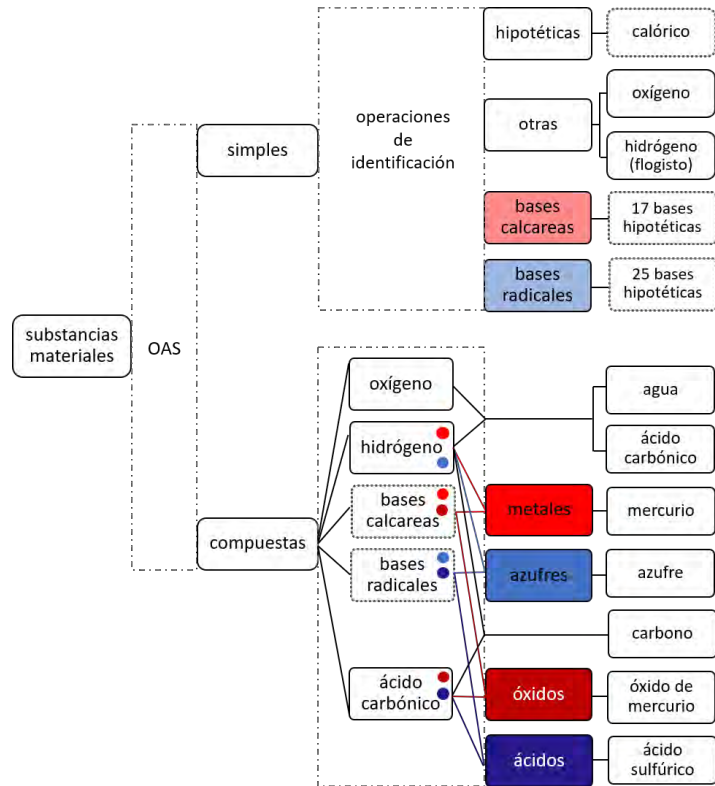 hipotéticas
calórico
oxígeno
otras
hidrógeno
(flogisto)
operaciones
de
identificación
simples
bases
calcareas
17 bases
hipotéticas
bases
radicales
25 bases
hipotéticas
substancias
materiales
OAS
oxígeno
agua
hidrógeno
ácido
carbónico
bases
calcareas
metales
mercurio
compuestas
bases
radicales
azufres
azufre
carbono
ácido
carbónico
óxidos
óxido de
mercurio
ácidos
ácido
sulfúrico